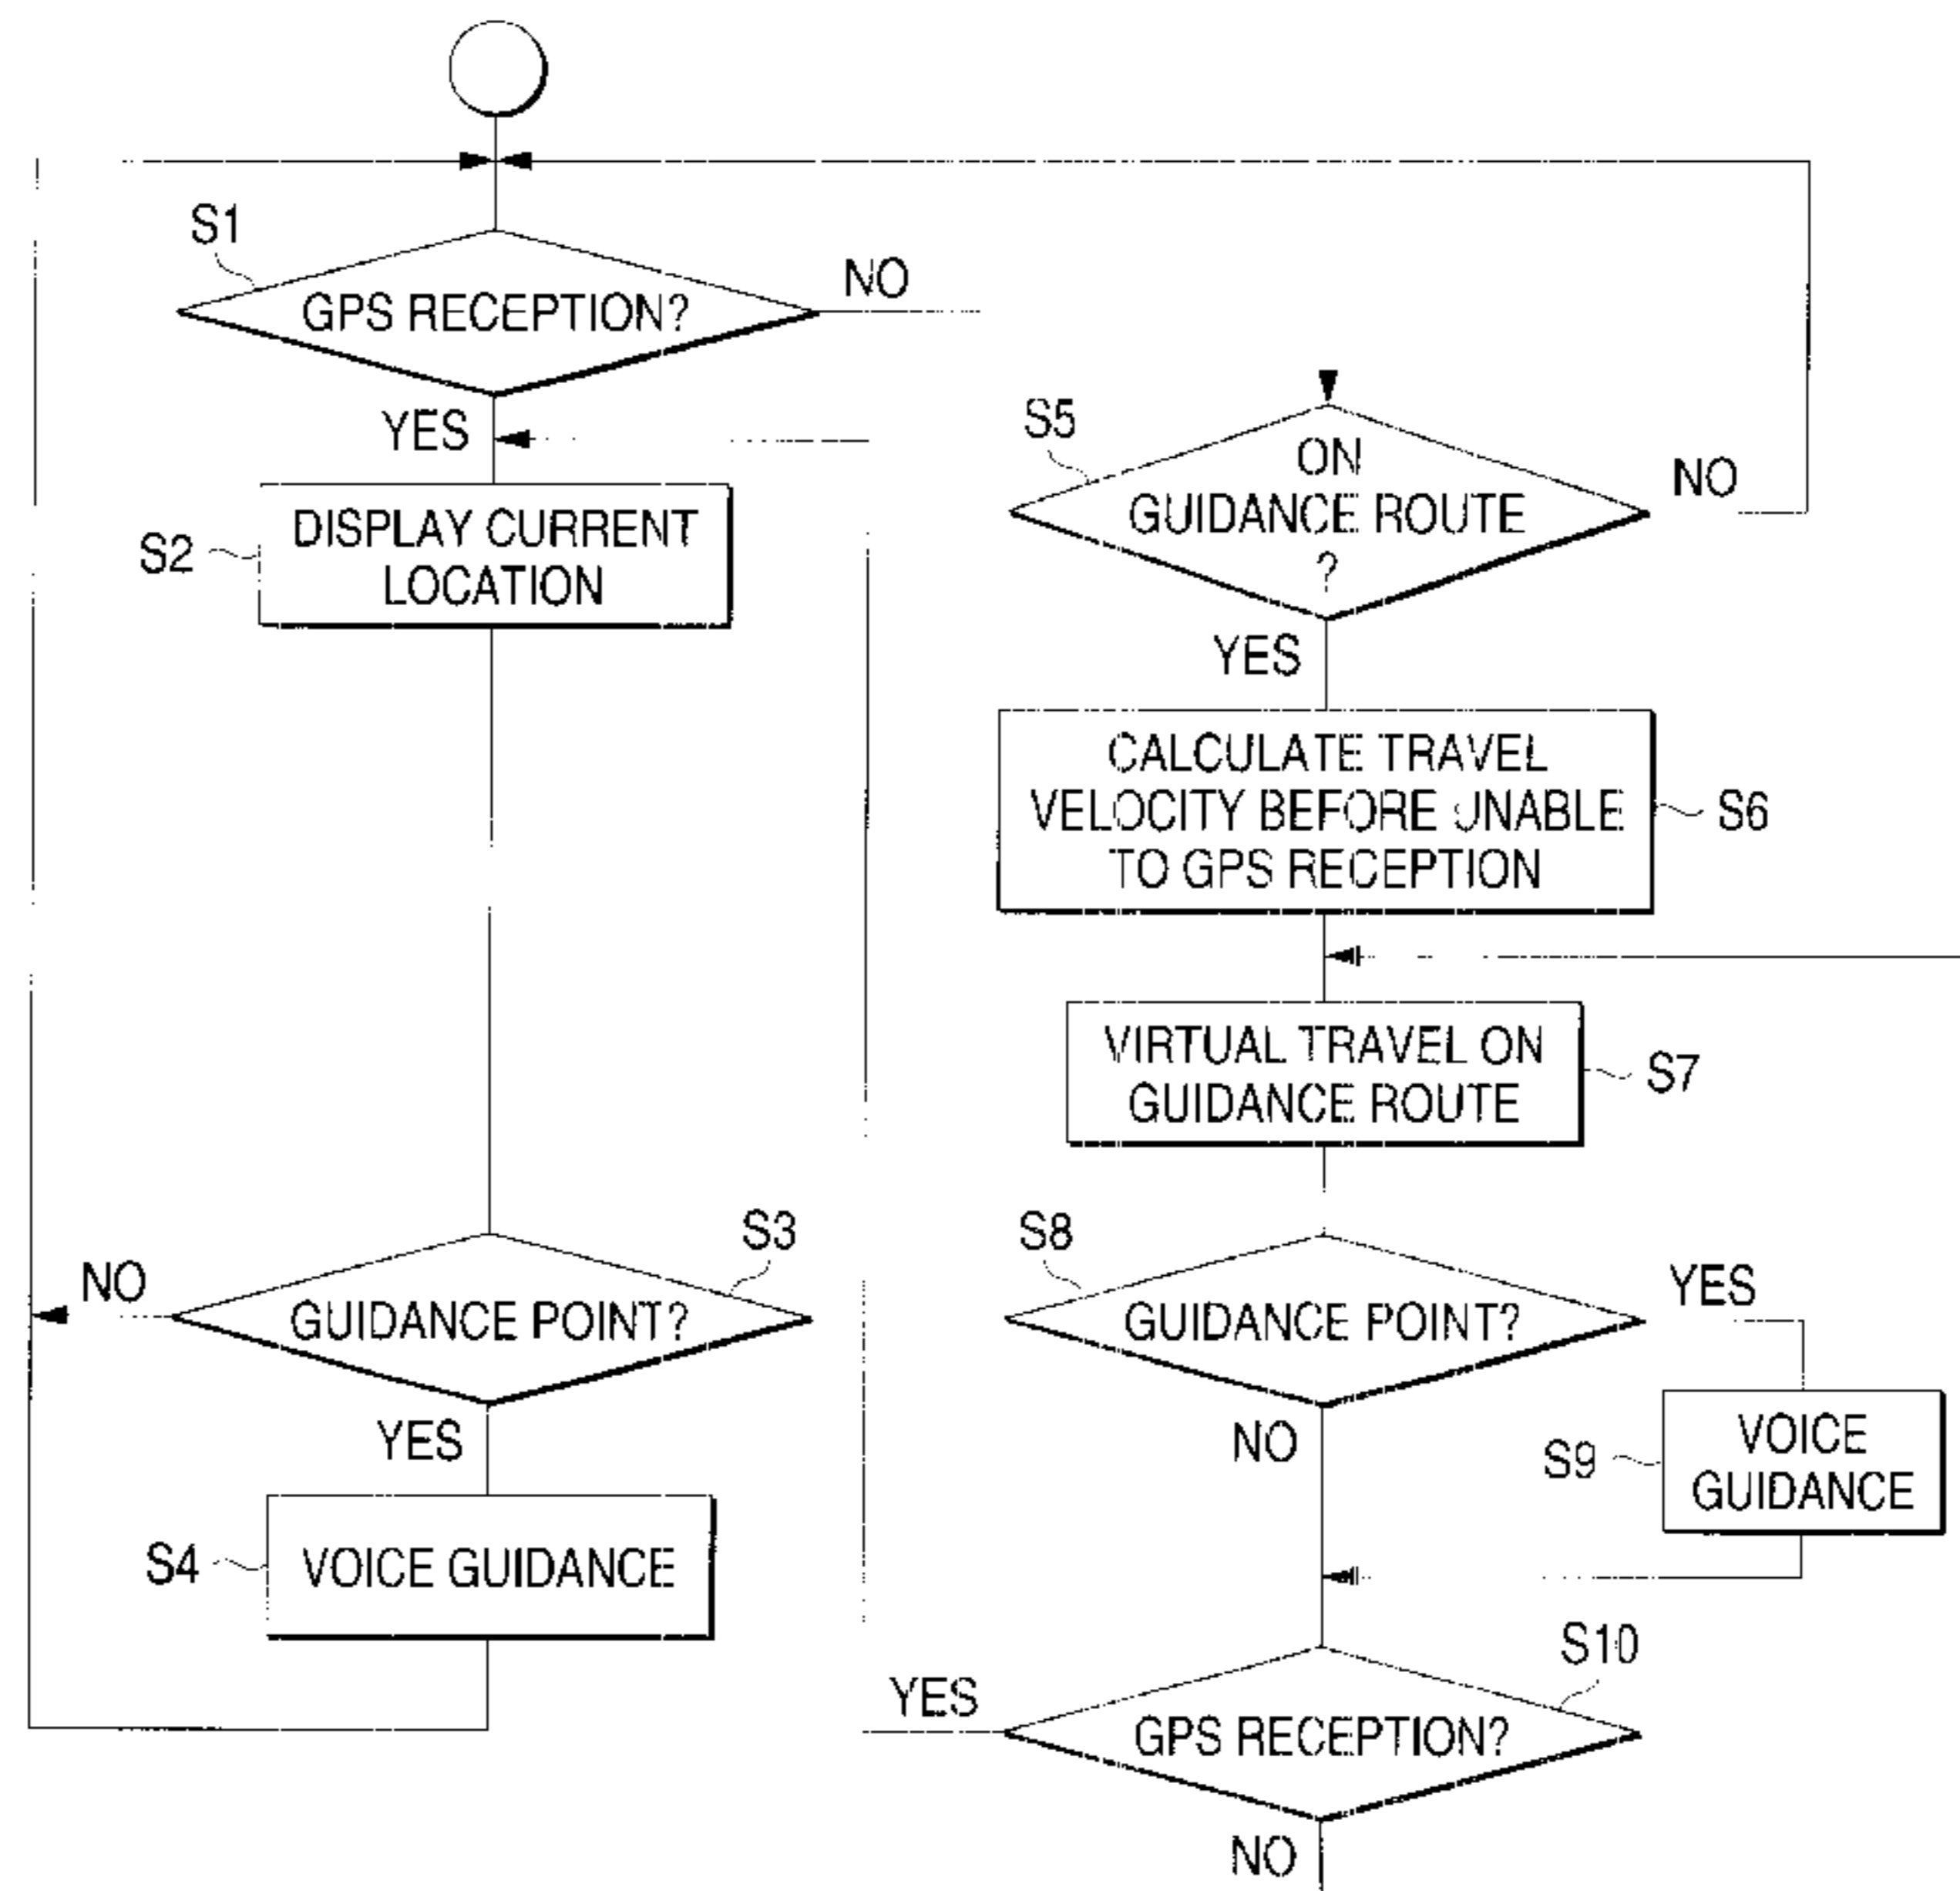 S1
GPS RECEPTION?
NO
YES
S2
DISPLAY CURRENT
LOCATION
S3
GUIDANCE POINT?
NO
YES
S4
VOICE GUIDANCE
S5
ON
GUIDANCE ROUTE
?
NO
YES
CALCULATE TRAVEL
VELOCITY BEFORE UNABLE
TO GPS RECEPTION
S6
VIRTUAL TRAVEL ON
GUIDANCE ROUTE
S7
S8
GUIDANCE POINT?
YES
NO
S9
VOICE
GUIDANCE
S10
YES
GPS RECEPTION?
NO